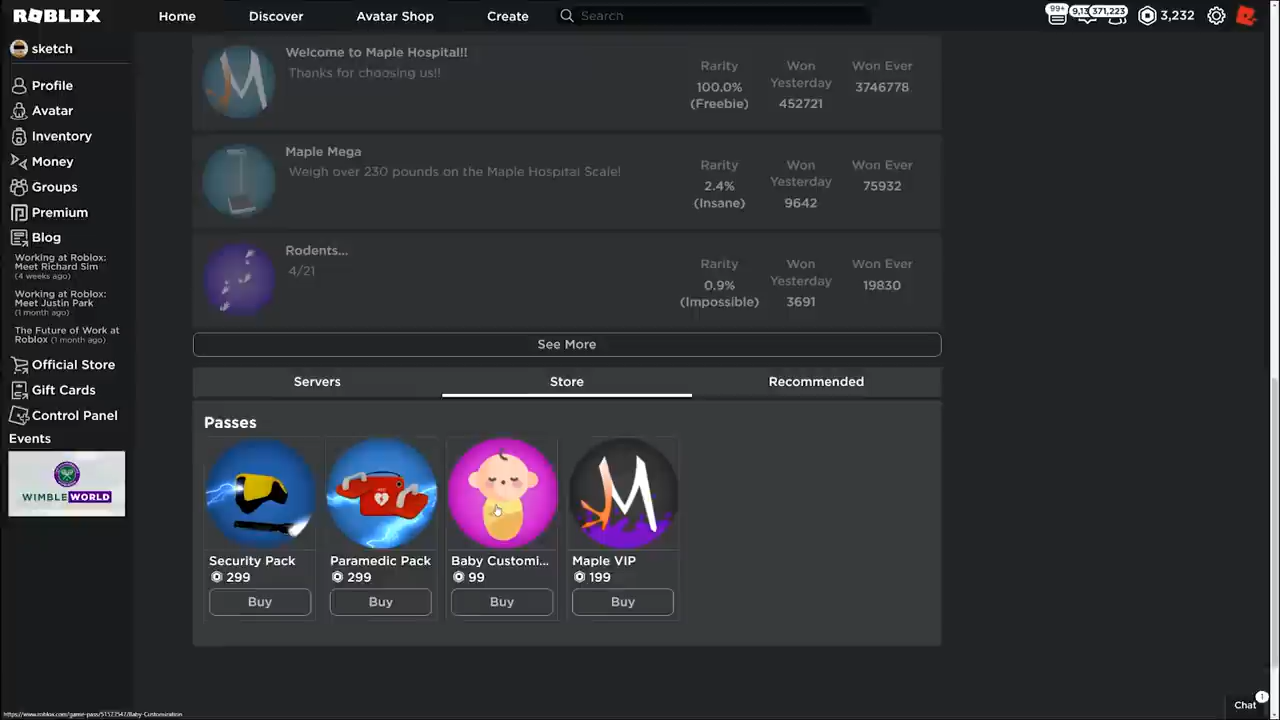 ROBLOX
Home
Discover
Avatar Shop
Create
Search
99+
371,223
3,232
sketch
Profile
Avatar
Inventory
Money
Groups
Premium
Blog
Working at Roblox:
Meet Richard Sim
(4 weeks ago)
Working at Roblox:
Meet Justin Park
(1 month ago)
The Future of Work at
Roblox (1 month ago)
Official Store
Gift Cards
Control Panel
Events
WIMBLEWORLD
Welcome to Maple Hospital!!
Thanks for choosing us!!
Rarity
100.0%
(Freebie)
Won
Yesterday
452721
Won Ever
3746778
Maple Mega
Weigh over 230 pounds on the Maple Hospital Scale!
Rarity
2.4%
(Insane)
Won
Yesterday
9642
Won Ever
75932
Rodents...
4/21
Rarity
0.9%
(Impossible)
Won
Yesterday
3691
Won Ever
19830
See More
Servers
Store
Recommended
Passes
Security Pack
299
Buy
Paramedic Pack
299
Buy
Baby Customi...
99
Buy
M
Maple VIP
199
Buy
Chat
1